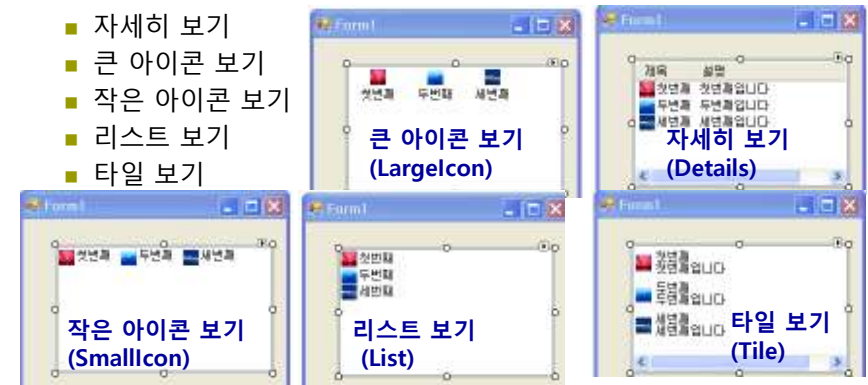 자세히 보기
큰 아이콘 보기
작은 아이콘 보기
리스트 보기
타일 보기
Form1
첫번째 두번째 세번째
큰 아이콘 보기
(LargeIcon)
Form1
제목 설명
첫번째 첫번째입니다
두번째 두번째입니다
세번째 세번째입니다
자세히 보기
(Details)
Form1
첫번째 두번째 세번째
작은 아이콘 보기
(SmallIcon)
Form1
첫번째
두번째
세번째
리스트 보기
(List)
Form1
첫번째
첫번째입니다
두번째
두번째입니다
세번째
세번째입니다
타일 보기
(Tile)